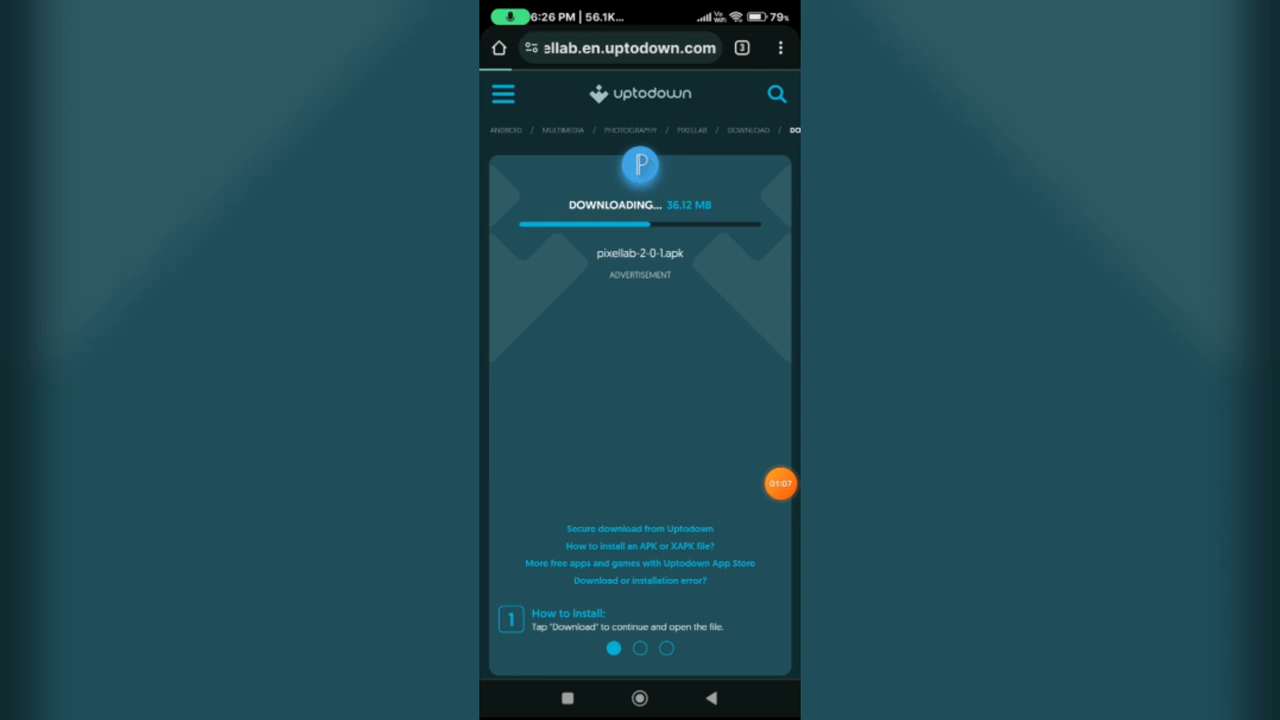 6:26 PM | 56.1K... Vo WiFi 79%
ellab.en.uptodown.com 3
uptodown
ANDROID / MULTIMEDIA / PHOTOGRAPHY / PIXELLAB / DOWNLOAD / DO
P
DOWNLOADING... 36.12 MB
pixellab-2-0-1.apk
ADVERTISEMENT
01:07
Secure download from Uptodown
How to install an APK or XAPK file?
More free apps and games with Uptodown App Store
Download or installation error?
1 How to install:
Tap "Download" to continue and open the file.